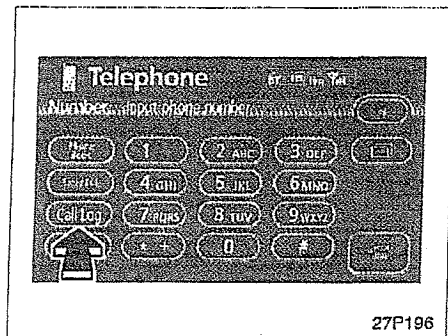 Telephone
Number Input phone number
1 2 ABC 3 DEF
4 GHI 5 JKL 6 MNO
Call Log 7 PQRS 8 TUV 9 WXYZ
* + 0 #
27P196